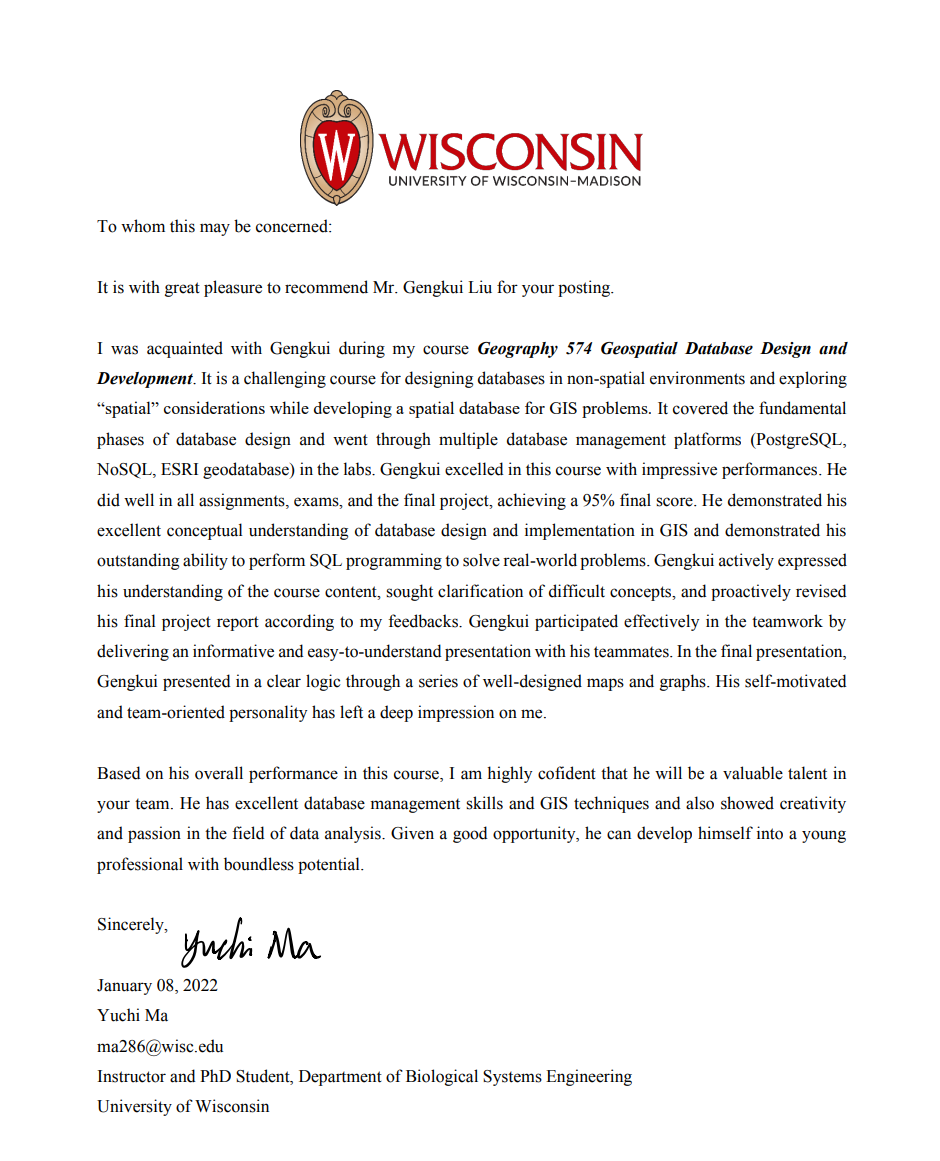 W
WISCONSIN
UNIVERSITY OF WISCONSIN–MADISON
To whom this may be concerned:
It is with great pleasure to recommend Mr. Gengkui Liu for your posting.
I was acquainted with Gengkui during my course Geography 574 Geospatial Database Design and
Development. It is a challenging course for designing databases in non-spatial environments and exploring
“spatial” considerations while developing a spatial database for GIS problems. It covered the fundamental
phases of database design and went through multiple database management platforms (PostgreSQL,
NoSQL, ESRI geodatabase) in the labs. Gengkui excelled in this course with impressive performances. He
did well in all assignments, exams, and the final project, achieving a 95% final score. He demonstrated his
excellent conceptual understanding of database design and implementation in GIS and demonstrated his
outstanding ability to perform SQL programming to solve real-world problems. Gengkui actively expressed
his understanding of the course content, sought clarification of difficult concepts, and proactively revised
his final project report according to my feedbacks. Gengkui participated effectively in the teamwork by
delivering an informative and easy-to-understand presentation with his teammates. In the final presentation,
Gengkui presented in a clear logic through a series of well-designed maps and graphs. His self-motivated
and team-oriented personality has left a deep impression on me.
Based on his overall performance in this course, I am highly cofident that he will be a valuable talent in
your team. He has excellent database management skills and GIS techniques and also showed creativity
and passion in the field of data analysis. Given a good opportunity, he can develop himself into a young
professional with boundless potential.
Sincerely,
Yuchi Ma
January 08, 2022
Yuchi Ma
ma286@wisc.edu
Instructor and PhD Student, Department of Biological Systems Engineering
University of Wisconsin